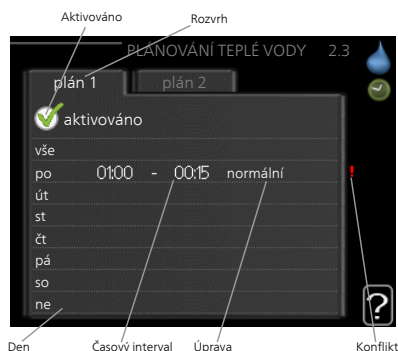 Aktivováno Rozvrh
PLÁNOVÁNÍ TEPLÉ VODY 2.3
plán 1 plán 2
aktivováno
vše
po 01:00 - 00:15 normální !
út
st
čt
pá
so
ne
?
Den Časový interval Úprava Konflikt